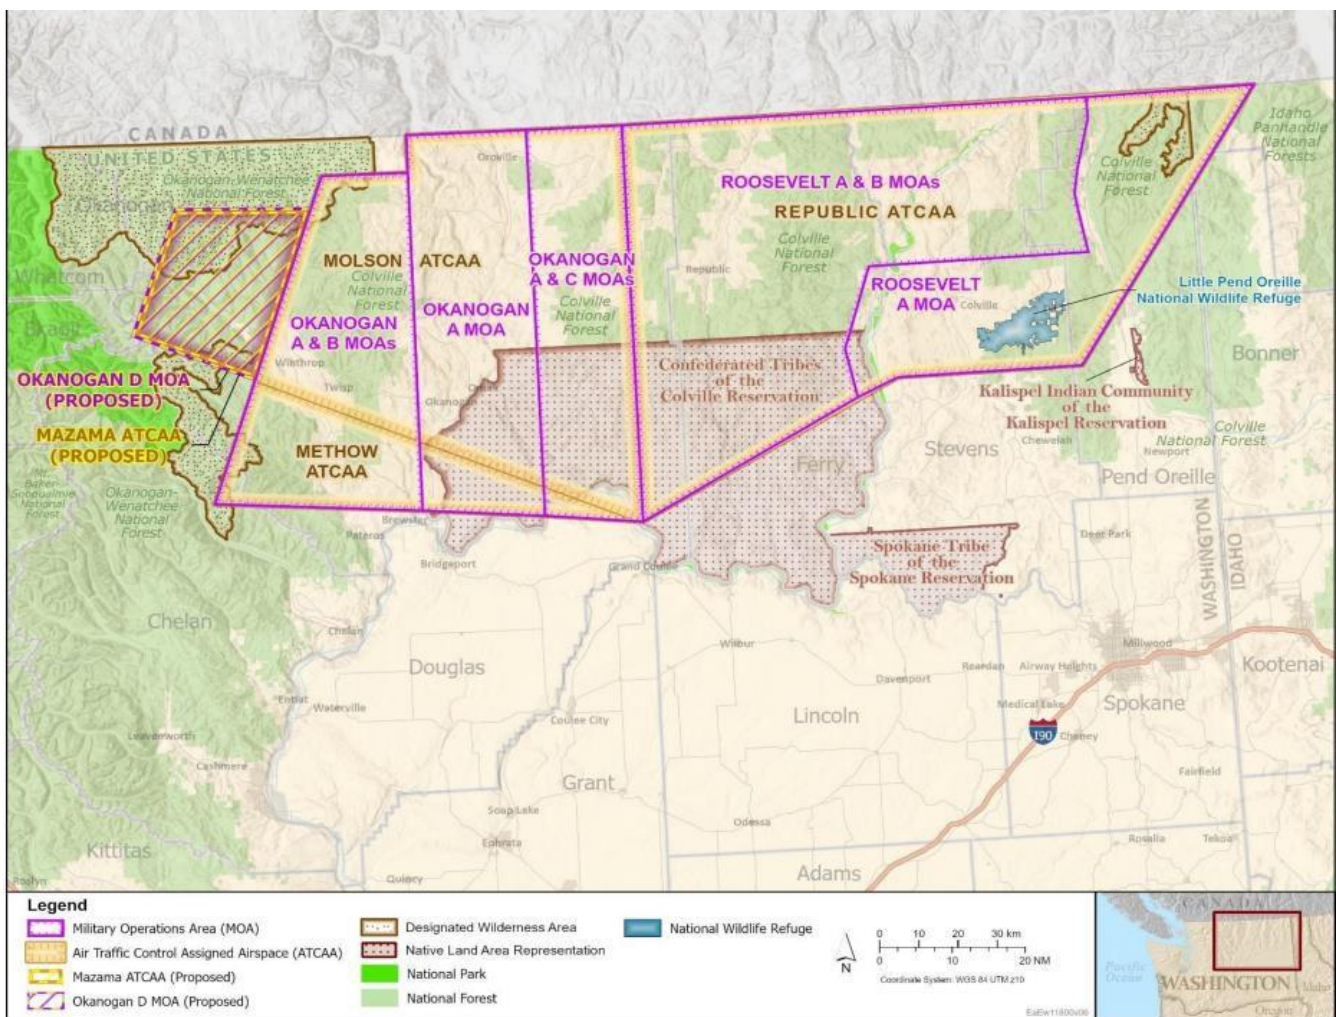 CANADA
UNITED STATES
Okanogan-Wenatchee
National Forest
Okanogan
Whatcom
Oroville
ROOSEVELT A & B MOAs
REPUBLIC ATCAA
Colville
National
Forest
Colville
National
Forest
Idaho
Panhandle
National
Forests
MOLSON ATCAA
Colville
National
Forest
OKANOGAN
A & C MOAs
Colville
National
Forest
Republic
OKANOGAN
A MOA
OKANOGAN
A & B MOAs
ROOSEVELT
A MOA
Colville
Little Pend Oreille
National Wildlife Refuge
Bonner
Winthrop
Twisp
Okanogan
OKANOGAN D MOA
(PROPOSED)
MAZAMA ATCAA
(PROPOSED)
METHOW
ATCAA
Confederated Tribes
of the
Colville Reservation
Kalispel Indian Community
of the
Kalispel Reservation
Colville
National Forest
Chewelah
Newport
Stevens
Pend Oreille
Ferry
Okanogan-
Wenatchee
National
Forest
Brewster
Pateros
Bridgeport
Grand Coulee
Spokane Tribe
of the
Spokane Reservation
Deer Park
WASHINGTON
IDAHO
Chelan
Chelan
Douglas
Wilbur
Millwood
Reardan
Airway Heights
Kootenai
Davenport
Medical Lake
Spokane
Entiat
Waterville
Coulee City
Lincoln
190
Cheney
Leavenworth
Cashmere
Grant
Fairfield
Soap Lake
Ephrata
Odessa
Rosalia
Tekoa
Kittitas
Roslyn
Quincy
Adams
Legend
Military Operations Area (MOA)
Air Traffic Control Assigned Airspace (ATCAA)
Mazama ATCAA (Proposed)
Okanogan D MOA (Proposed)
Designated Wilderness Area
Native Land Area Representation
National Park
National Forest
National Wildlife Refuge
N
0 10 20 30 km
0 10 20 NM
Coordinate System: WGS 84 UTM z10
CANADA
Pacific
Ocean
WASHINGTON
Idaho
Oregon
EaEw11800v06